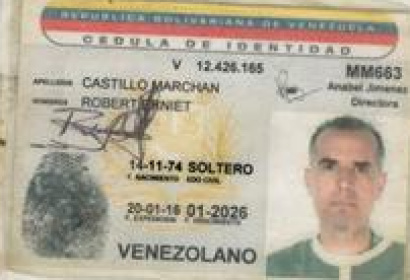 REPUBLICA BOLIVARIANA DE VENEZUELA
CEDULA DE IDENTIDAD
V 12.426.165
MM663
APELLIDOS CASTILLO MARCHAN
Anabel Jimenez
Directora
NOMBRES ROBERT
14-11-74 SOLTERO
F. NACIMIENTO EDO CIVIL
20-01-16 01-2026
F. EXPEDICION F. VENCIMIENTO
VENEZOLANO